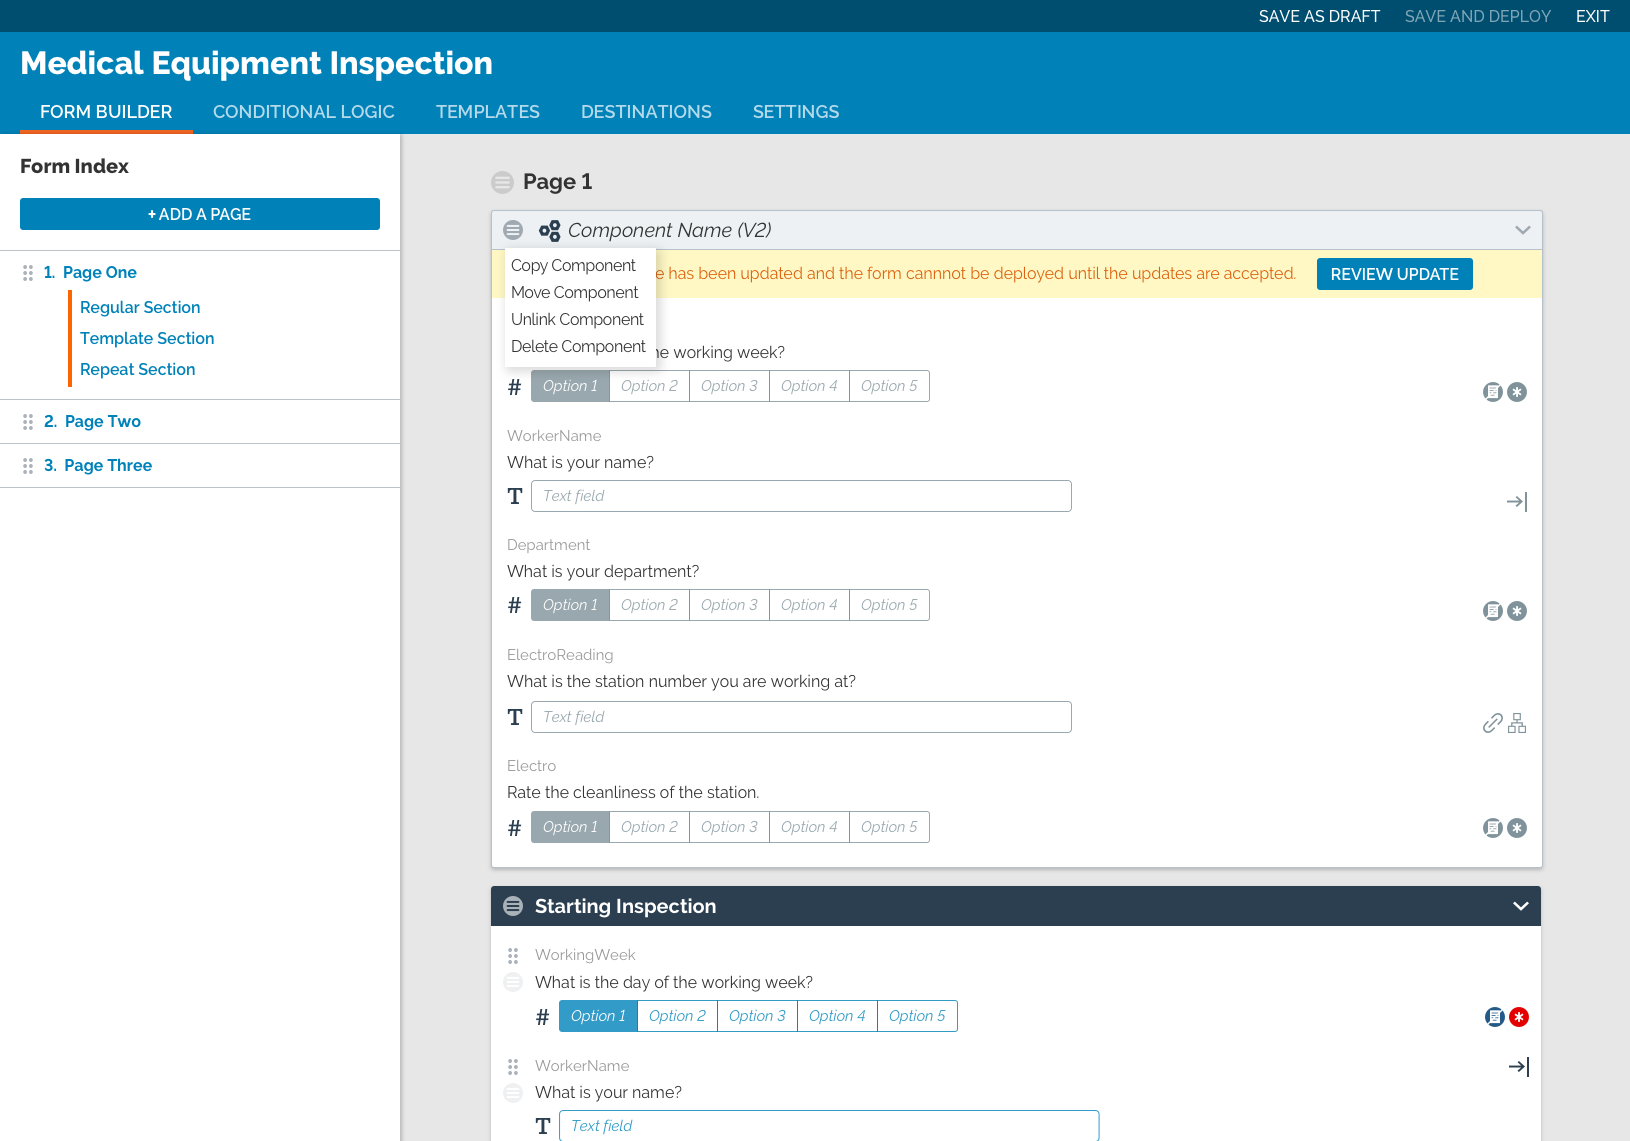 SAVE AS DRAFT SAVE AND DEPLOY EXIT
Medical Equipment Inspection
FORM BUILDER CONDITIONAL LOGIC TEMPLATES DESTINATIONS SETTINGS
Form Index
+ ADD A PAGE
1. Page One
Regular Section
Template Section
Repeat Section
2. Page Two
3. Page Three
Page 1
Component Name (V2)
Copy Component
Move Component
Unlink Component
Delete Component
has been updated and the form cannnot be deployed until the updates are accepted. REVIEW UPDATE
working week?
# Option 1 Option 2 Option 3 Option 4 Option 5
WorkerName
What is your name?
T Text field
Department
What is your department?
# Option 1 Option 2 Option 3 Option 4 Option 5
ElectroReading
What is the station number you are working at?
T Text field
Electro
Rate the cleanliness of the station.
# Option 1 Option 2 Option 3 Option 4 Option 5
Starting Inspection
WorkingWeek
What is the day of the working week?
# Option 1 Option 2 Option 3 Option 4 Option 5
WorkerName
What is your name?
T Text field